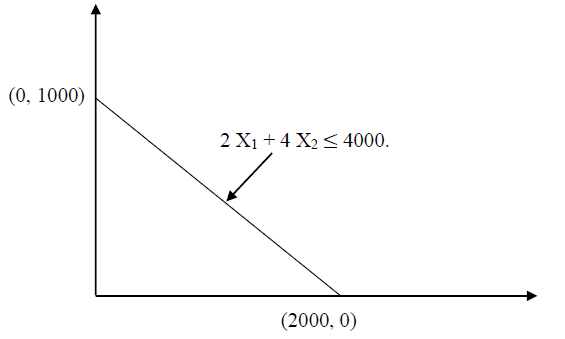 (0, 1000)
2 X₁ + 4 X₂ ≤ 4000.
(2000, 0)